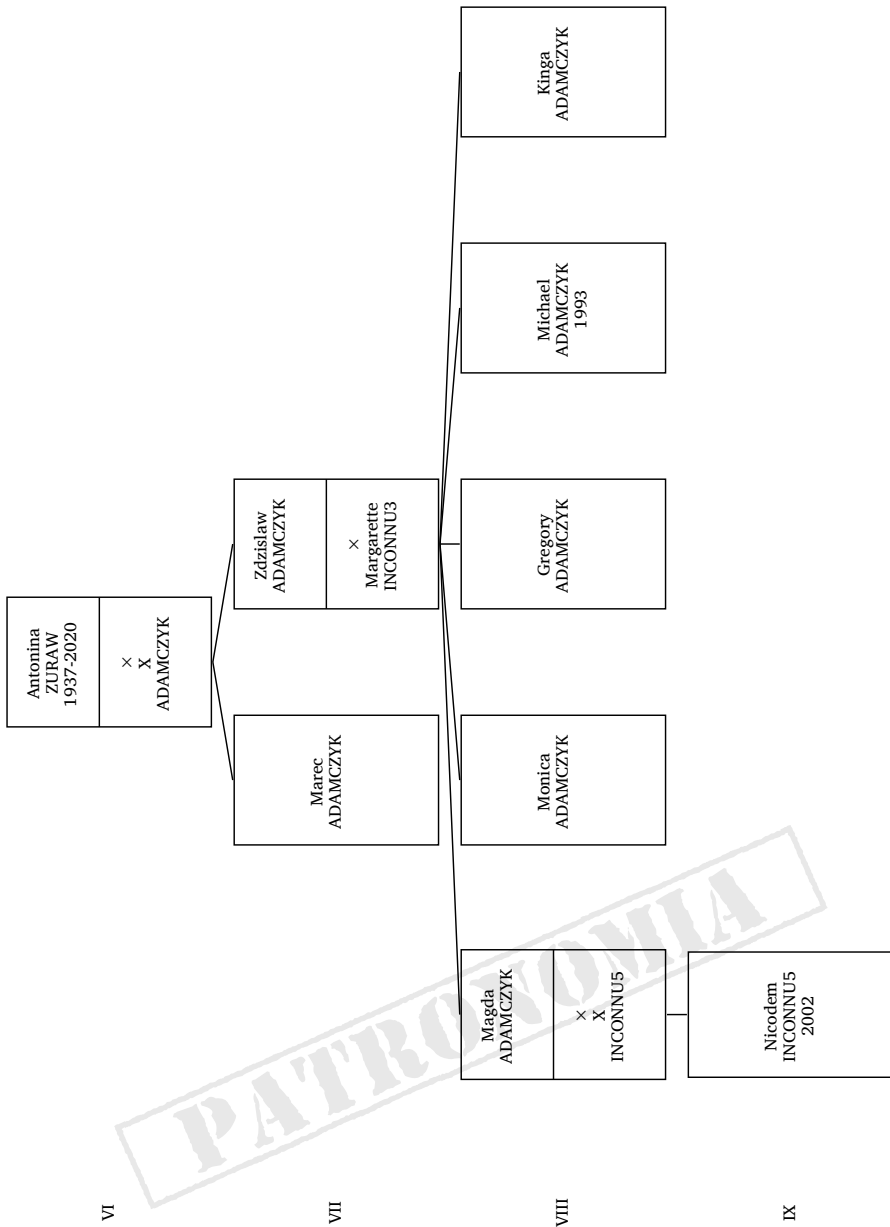 VI
Antonina
ZURAW
1937-2020
×
X
ADAMCZYK
VII
Marec
ADAMCZYK
Zdzislaw
ADAMCZYK
×
Margarette
INCONNU3
VIII
Magda
ADAMCZYK
×
X
INCONNU5
Monica
ADAMCZYK
Gregory
ADAMCZYK
Michael
ADAMCZYK
1993
Kinga
ADAMCZYK
IX
Nicodem
INCONNU5
2002
PATRONOMIA